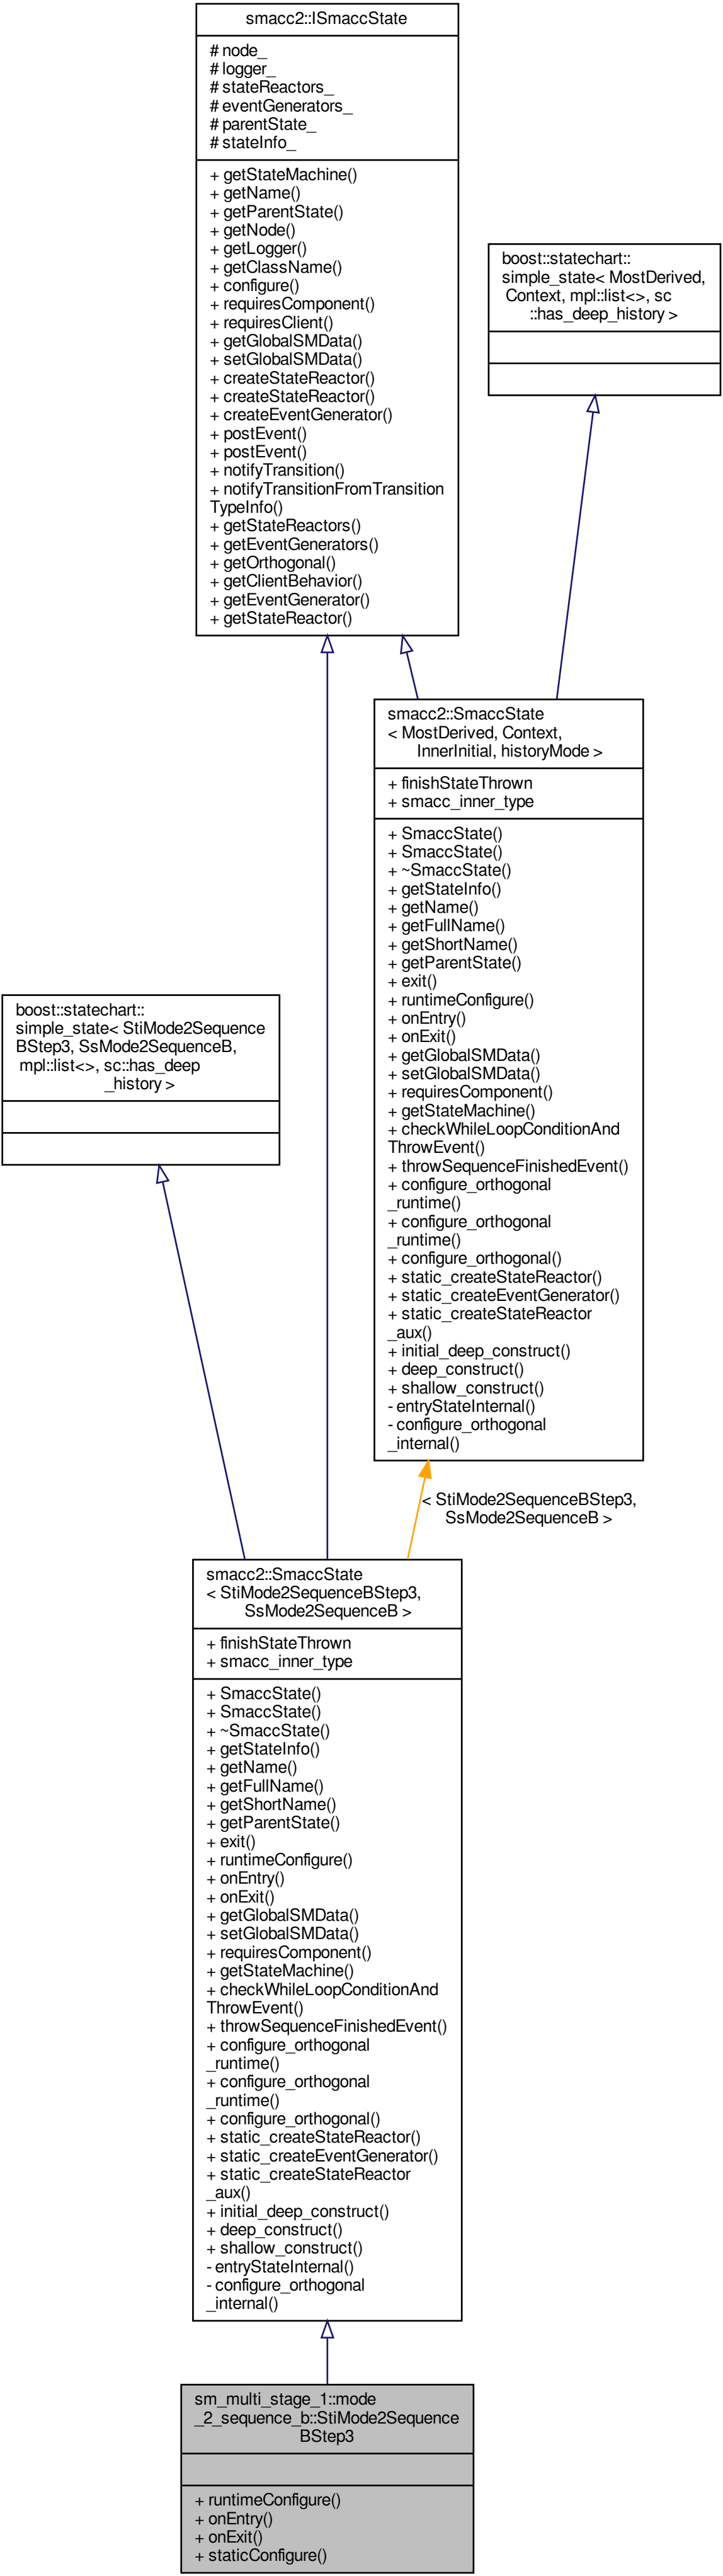 smacc2::ISmaccState
# node_
# logger_
# stateReactors_
# eventGenerators_
# parentState_
# stateInfo_
+ getStateMachine()
+ getName()
+ getParentState()
+ getNode()
+ getLogger()
+ getClassName()
+ configure()
+ requiresComponent()
+ requiresClient()
+ getGlobalSMData()
+ setGlobalSMData()
+ createStateReactor()
+ createStateReactor()
+ createEventGenerator()
+ postEvent()
+ postEvent()
+ notifyTransition()
+ notifyTransitionFromTransition
TypeInfo()
+ getStateReactors()
+ getEventGenerators()
+ getOrthogonal()
+ getClientBehavior()
+ getEventGenerator()
+ getStateReactor()
boost::statechart::
simple_state< MostDerived,
Context, mpl::list<>, sc
::has_deep_history >
smacc2::SmaccState
< MostDerived, Context,
InnerInitial, historyMode >
+ finishStateThrown
+ smacc_inner_type
+ SmaccState()
+ SmaccState()
+ ~SmaccState()
+ getStateInfo()
+ getName()
+ getFullName()
+ getShortName()
+ getParentState()
+ exit()
+ runtimeConfigure()
+ onEntry()
+ onExit()
+ getGlobalSMData()
+ setGlobalSMData()
+ requiresComponent()
+ getStateMachine()
+ checkWhileLoopConditionAnd
ThrowEvent()
+ throwSequenceFinishedEvent()
+ configure_orthogonal
_runtime()
+ configure_orthogonal
_runtime()
+ configure_orthogonal()
+ static_createStateReactor()
+ static_createEventGenerator()
+ static_createStateReactor
_aux()
+ initial_deep_construct()
+ deep_construct()
+ shallow_construct()
- entryStateInternal()
- configure_orthogonal
_internal()
boost::statechart::
simple_state< StiMode2Sequence
BStep3, SsMode2SequenceB,
mpl::list<>, sc::has_deep
_history >
< StiMode2SequenceBStep3,
SsMode2SequenceB >
smacc2::SmaccState
< StiMode2SequenceBStep3,
SsMode2SequenceB >
+ finishStateThrown
+ smacc_inner_type
+ SmaccState()
+ SmaccState()
+ ~SmaccState()
+ getStateInfo()
+ getName()
+ getFullName()
+ getShortName()
+ getParentState()
+ exit()
+ runtimeConfigure()
+ onEntry()
+ onExit()
+ getGlobalSMData()
+ setGlobalSMData()
+ requiresComponent()
+ getStateMachine()
+ checkWhileLoopConditionAnd
ThrowEvent()
+ throwSequenceFinishedEvent()
+ configure_orthogonal
_runtime()
+ configure_orthogonal
_runtime()
+ configure_orthogonal()
+ static_createStateReactor()
+ static_createEventGenerator()
+ static_createStateReactor
_aux()
+ initial_deep_construct()
+ deep_construct()
+ shallow_construct()
- entryStateInternal()
- configure_orthogonal
_internal()
sm_multi_stage_1::mode
_2_sequence_b::StiMode2Sequence
BStep3
+ runtimeConfigure()
+ onEntry()
+ onExit()
+ staticConfigure()